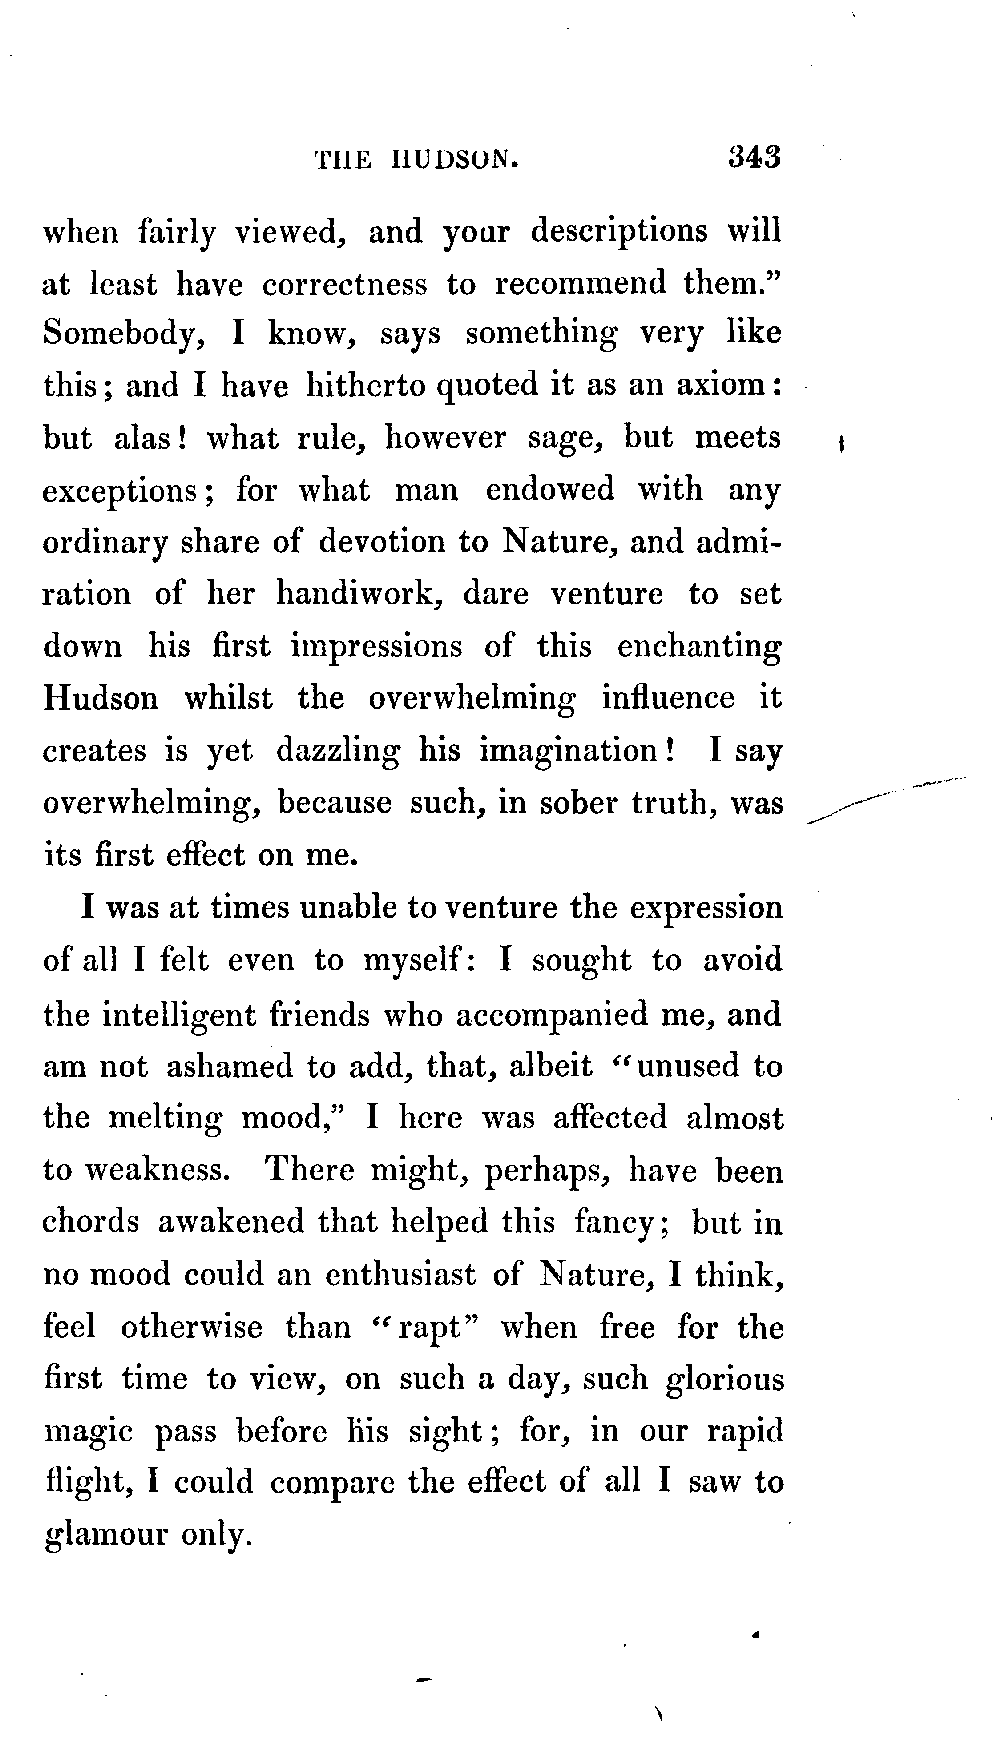 THE HUDSON. 343
when fairly viewed, and your descriptions will
at least have correctness to recommend them."
Somebody, I know, says something very like
this; and I have hitherto quoted it as an axiom:
but alas! what rule, however sage, but meets
exceptions; for what man endowed with any
ordinary share of devotion to Nature, and admi-
ration of her handiwork, dare venture to set
down his first impressions of this enchanting
Hudson whilst the overwhelming influence it
creates is yet dazzling his imagination! I say
overwhelming, because such, in sober truth, was
its first effect on me.
I was at times unable to venture the expression
of all I felt even to myself: I sought to avoid
the intelligent friends who accompanied me, and
am not ashamed to add, that, albeit "unused to
the melting mood," I here was affected almost
to weakness. There might, perhaps, have been
chords awakened that helped this fancy; but in
no mood could an enthusiast of Nature, I think,
feel otherwise than "rapt" when free for the
first time to view, on such a day, such glorious
magic pass before his sight; for, in our rapid
flight, I could compare the effect of all I saw to
glamour only.